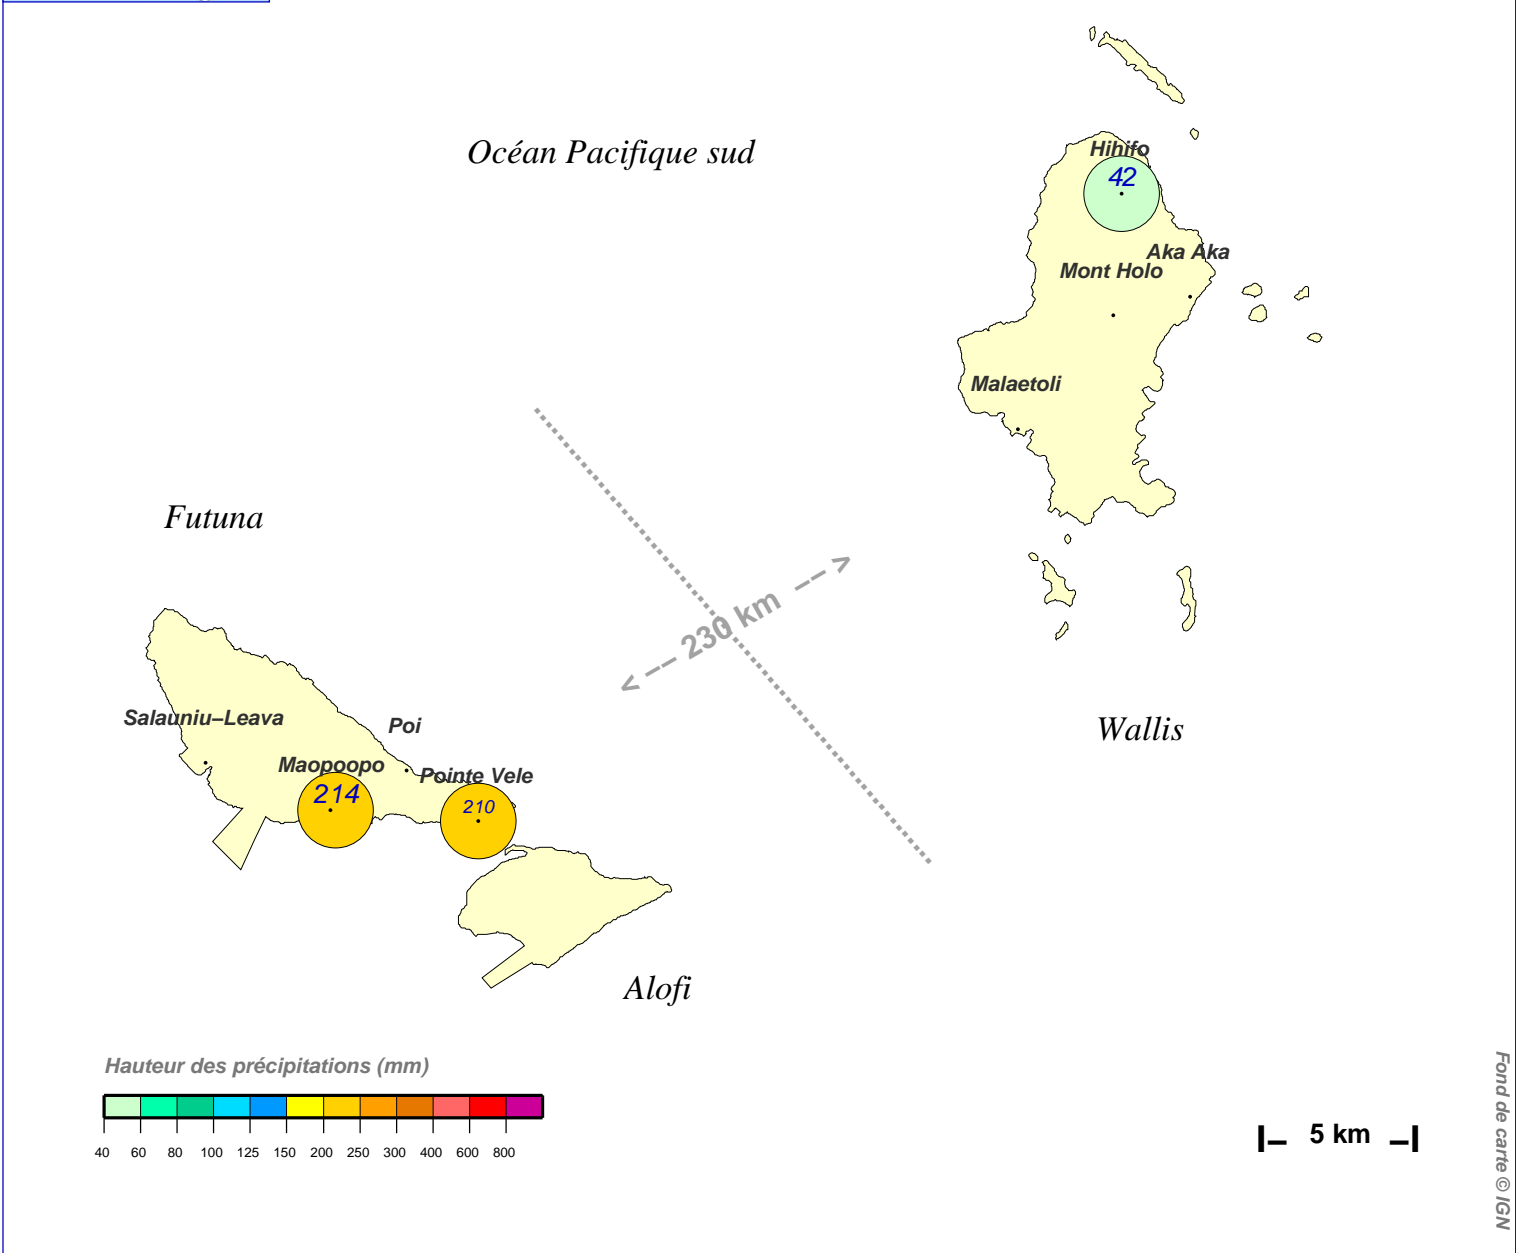 Océan Pacifique sud
Hihifo
42
Aka Aka
Mont Holo
Malaetoli
Futuna
230 km
Salauniu–Leava
Poi
Wallis
Maopoopo
Pointe Vele
214
210
Alofi
Hauteur des précipitations (mm)
40 60 80 100 125 150 200 250 300 400 600 800
5 km
Fond de carte © IGN